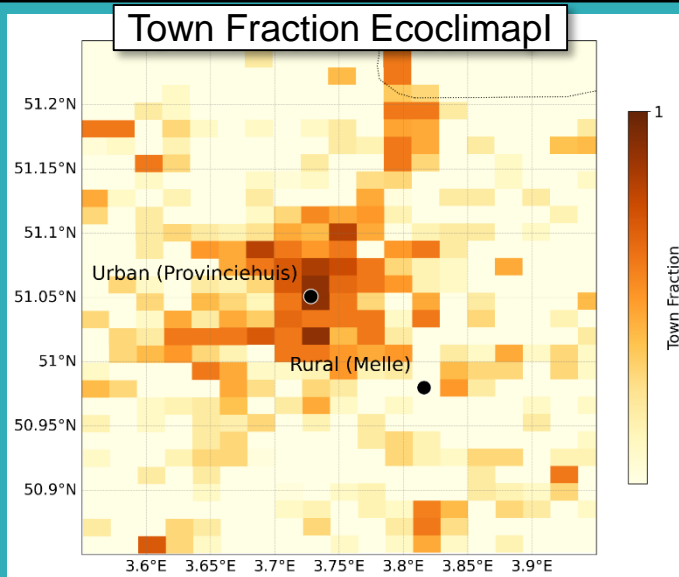 Town Fraction Ecoclimapl
51.2°N
51.15°N
51.1°N
Urban (Provinciehuis)
51.05°N
51°N
Rural (Melle)
50.95°N
50.9°N
3.6°E 3.65°E 3.7°E 3.75°E 3.8°E 3.85°E 3.9°E
1
Town Fraction